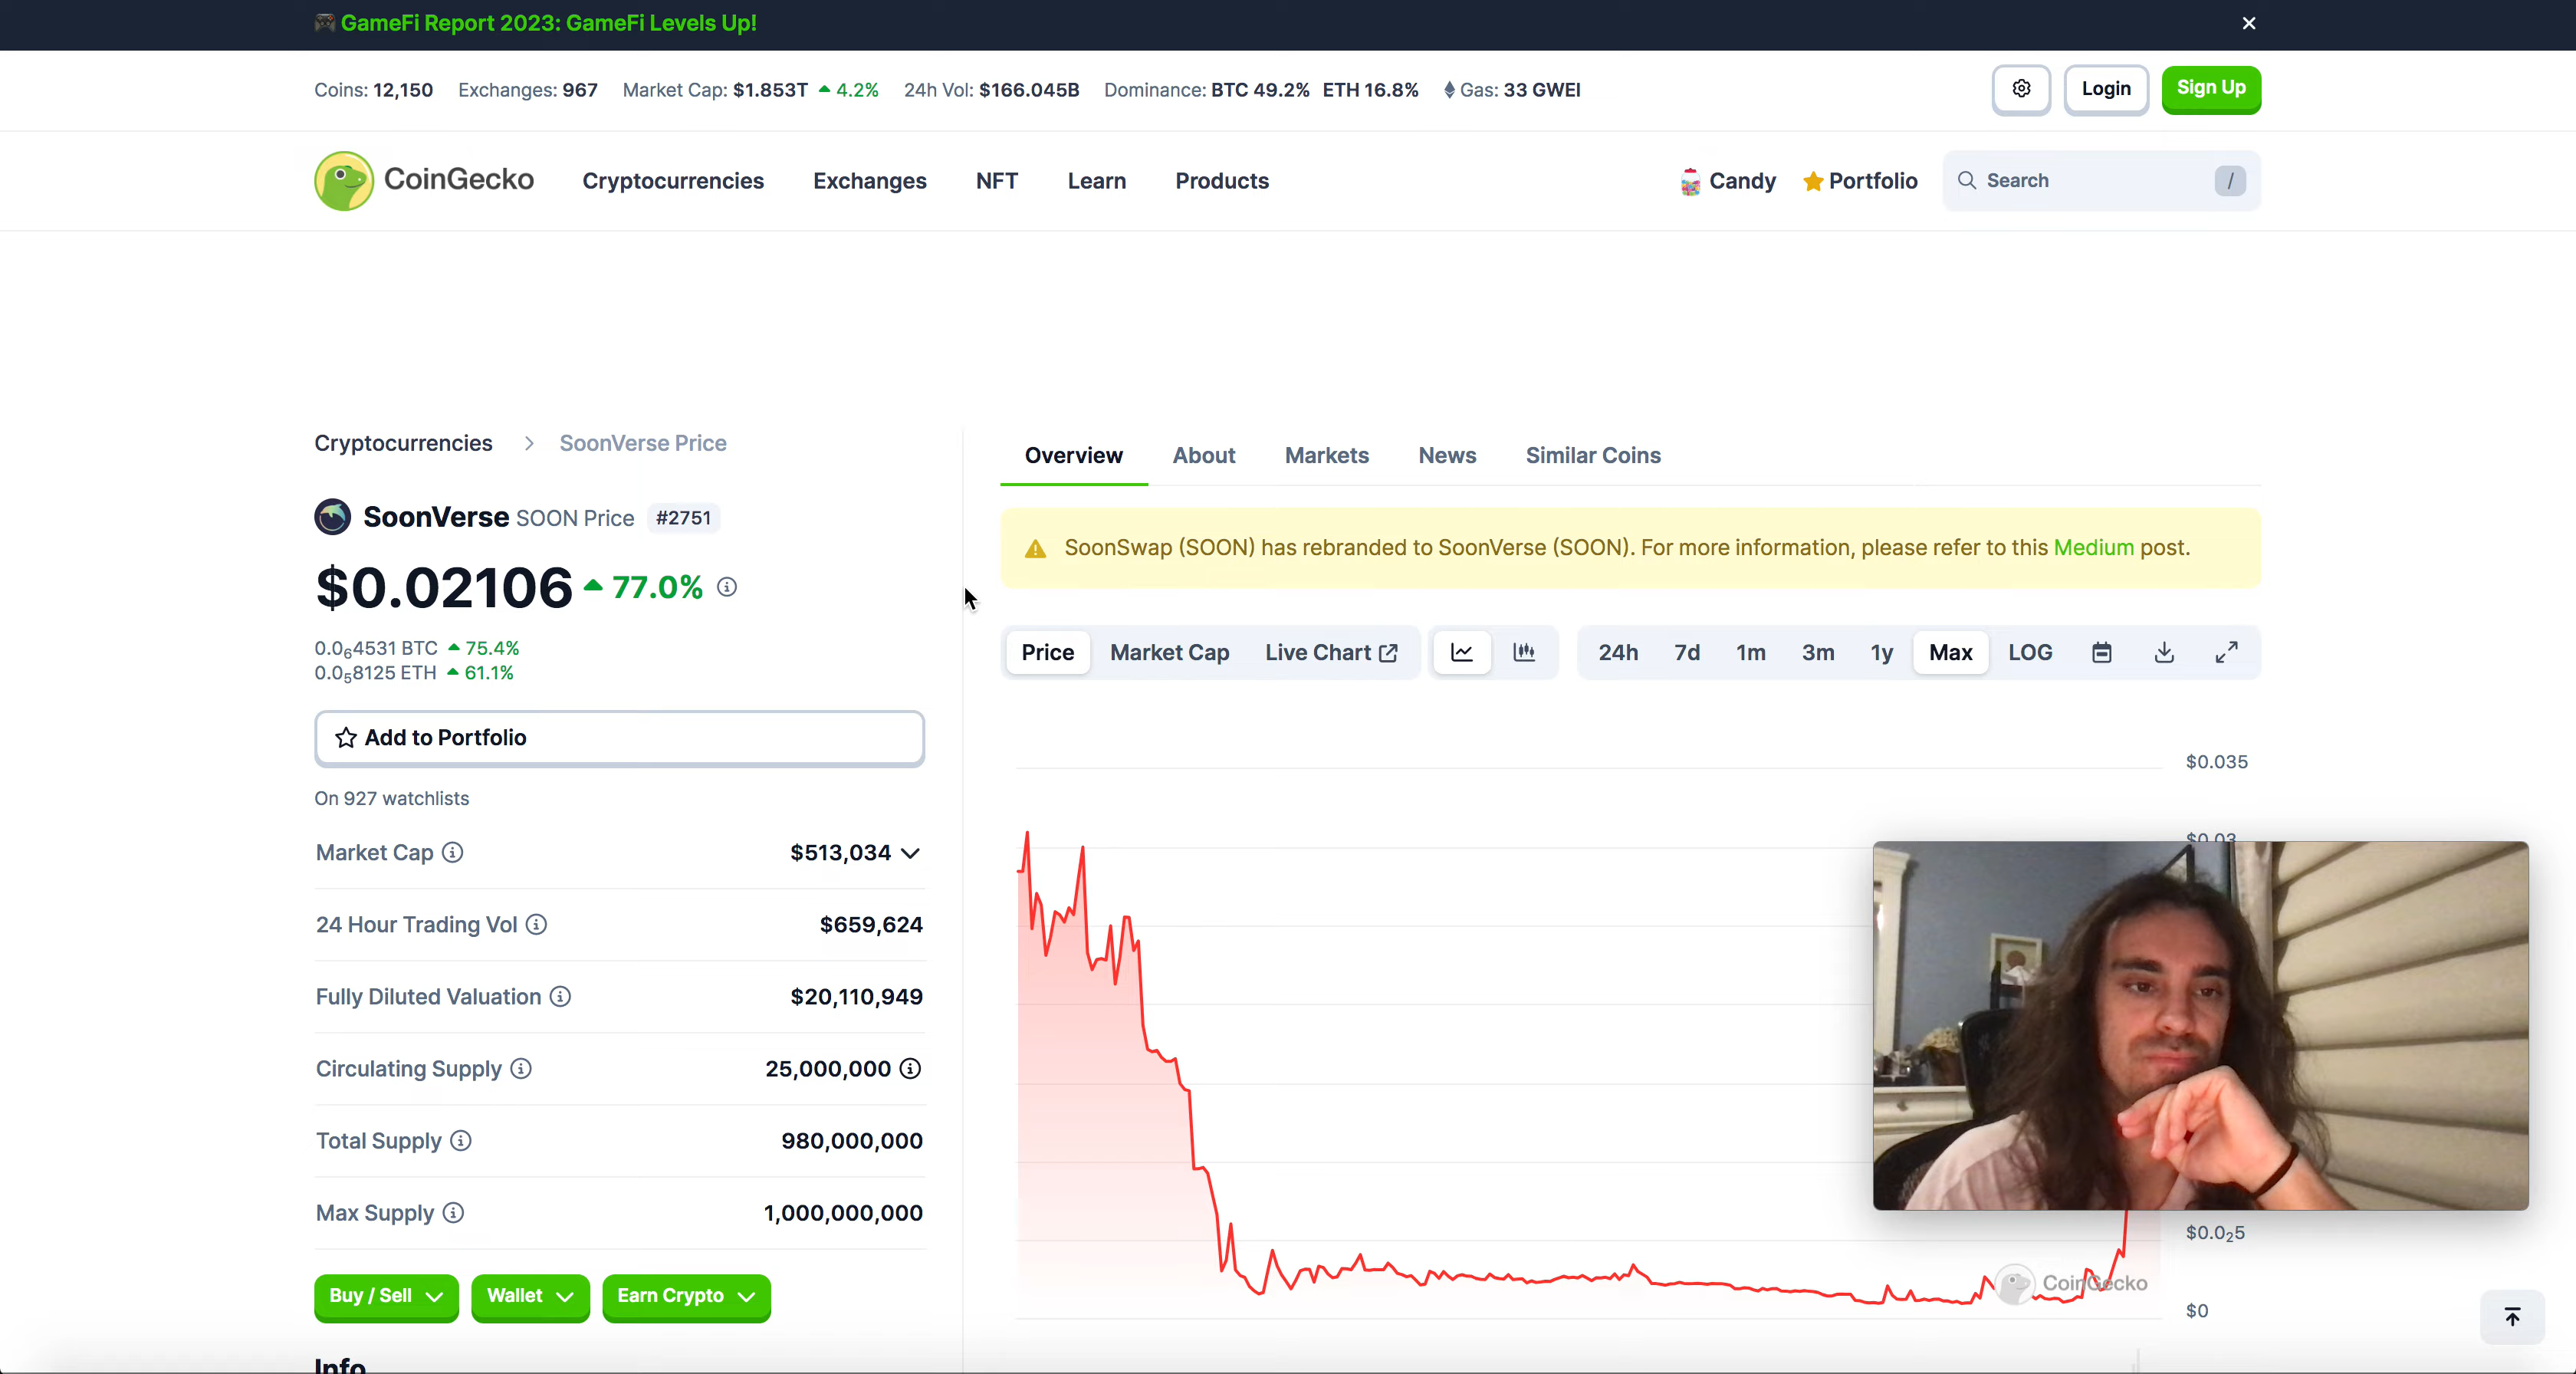 GameFi Report 2023: GameFi Levels Up!
Coins: 12,150 Exchanges: 967 Market Cap: $1.853T 4.2% 24h Vol: $166.045B Dominance: BTC 49.2% ETH 16.8% Gas: 33 GWEI
Login
Sign Up
CoinGecko
Cryptocurrencies Exchanges NFT Learn Products
Candy
Portfolio
Search /
Cryptocurrencies > SoonVerse Price
SoonVerse SOON Price #2751
$0.02106 77.0%
0.0₆4531 BTC 75.4%
0.0₅8125 ETH 61.1%
Add to Portfolio
On 927 watchlists
Market Cap $513,034
24 Hour Trading Vol $659,624
Fully Diluted Valuation $20,110,949
Circulating Supply 25,000,000
Total Supply 980,000,000
Max Supply 1,000,000,000
Buy / Sell
Wallet
Earn Crypto
Info
Overview About Markets News Similar Coins
SoonSwap (SOON) has rebranded to SoonVerse (SOON). For more information, please refer to this Medium post.
Price Market Cap Live Chart
24h 7d 1m 3m 1y Max LOG
$0.035
$0.03
$0.0₂5
CoinGecko
$0